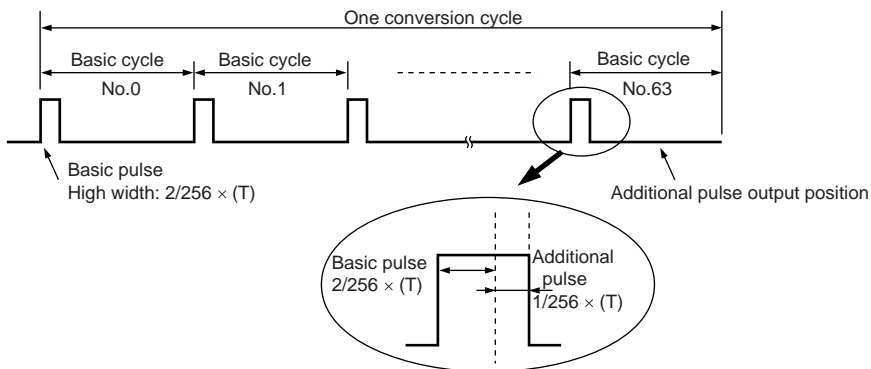 One conversion cycle
Basic cycle
No.0
Basic cycle
No.1
Basic cycle
No.63
Basic pulse
High width: 2/256 × (T)
Additional pulse output position
Basic pulse
2/256 × (T)
Additional
pulse
1/256 × (T)